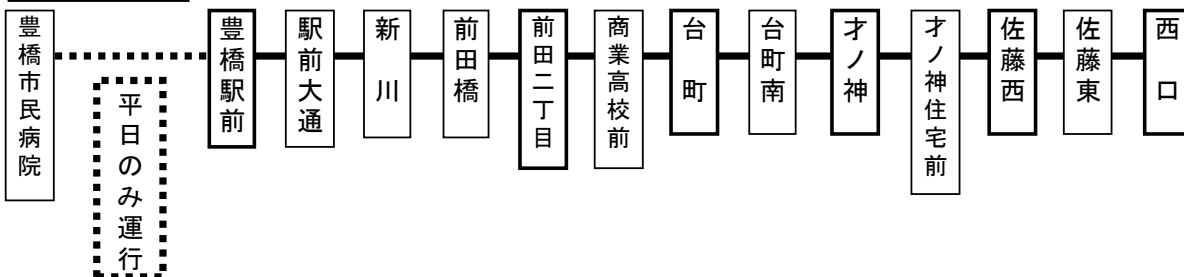 豊橋市民病院
平日のみ運行
豊橋駅前
駅前大通
新川
前田橋
前田二丁目
商業高校前
台町
台町南
才ノ神
才ノ神住宅前
佐藤西
佐藤東
西口